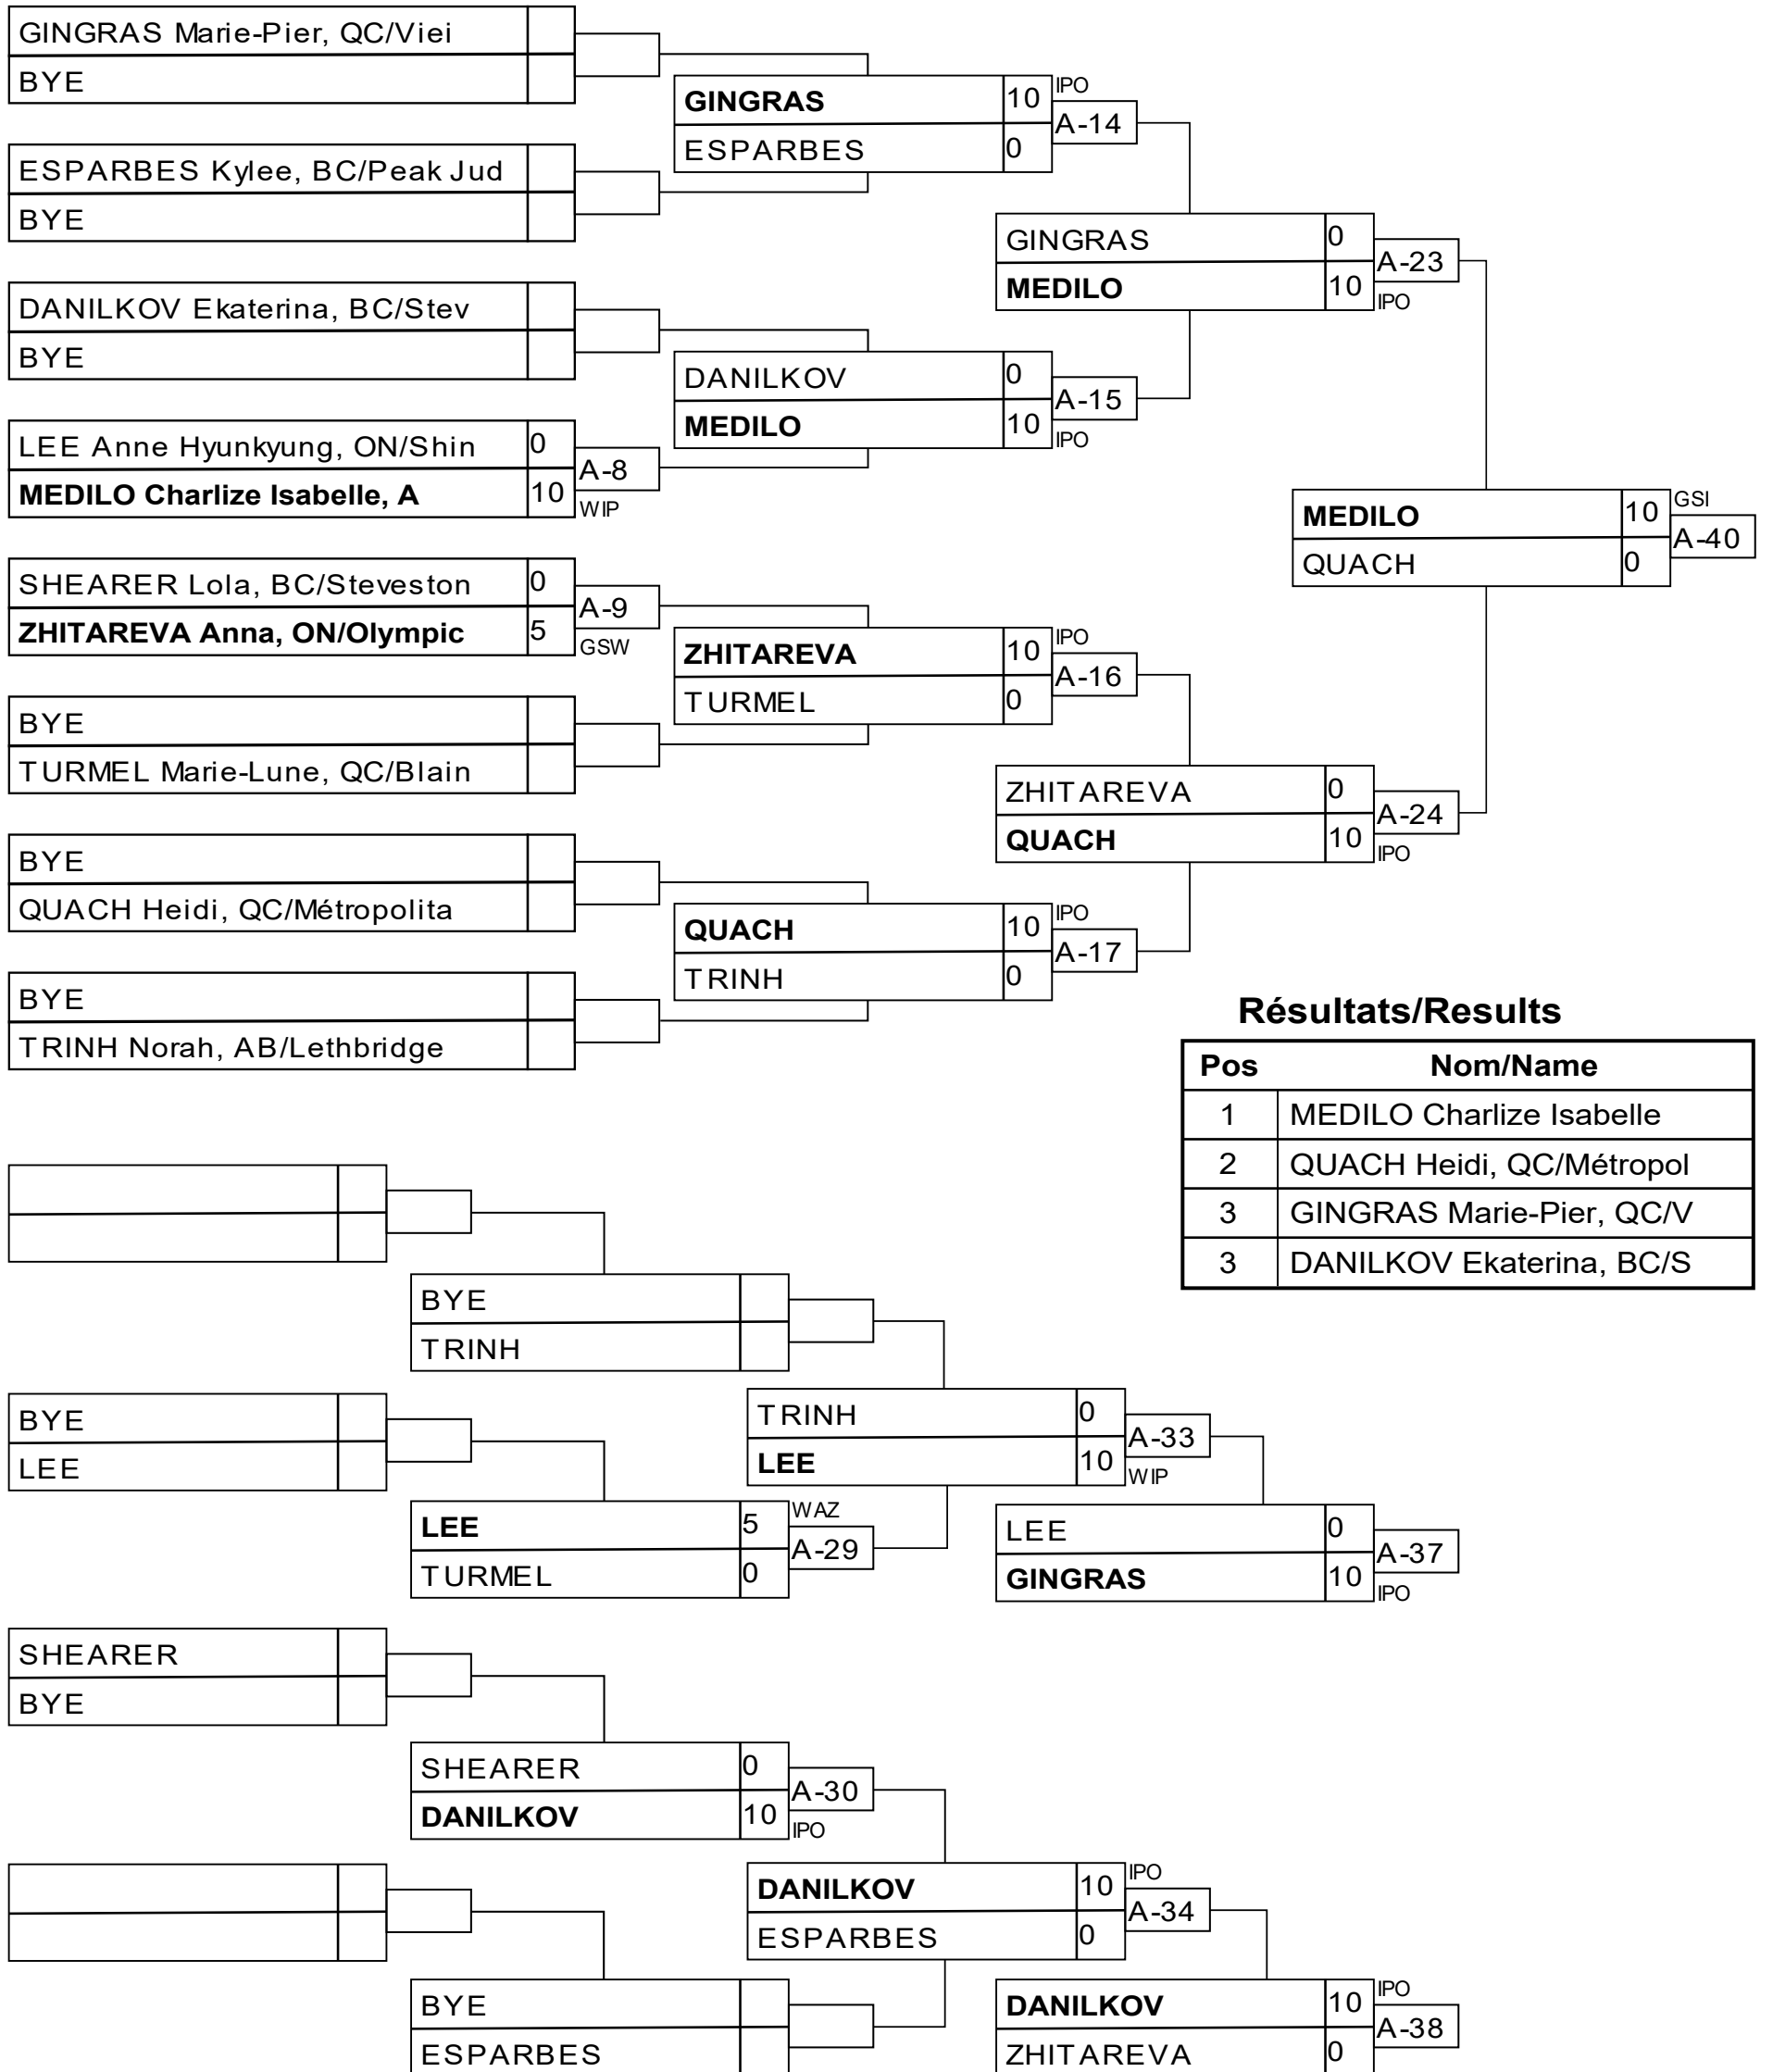 GINGRAS Marie-Pier, QC/Viei
BYE
ESPARBES Kylee, BC/Peak Jud
BYE
DANILKOV Ekaterina, BC/Stev
BYE
LEE Anne Hyunkyung, ON/Shin 0
MEDILO Charlize Isabelle, A 10
A-8
WIP
SHEARER Lola, BC/Steveston 0
ZHITAREVA Anna, ON/Olympic 5
A-9
GSW
BYE
TURMEL Marie-Lune, QC/Blain
BYE
QUACH Heidi, QC/Métropolita
BYE
TRINH Norah, AB/Lethbridge
GINGRAS 10 IPO
A-14
ESPARBES 0
DANILKOV 0
A-15
MEDILO 10 IPO
ZHITAREVA 10 IPO
A-16
TURMEL 0
QUACH 10 IPO
A-17
TRINH 0
GINGRAS 0
A-23
MEDILO 10 IPO
ZHITAREVA 0
A-24
QUACH 10 IPO
MEDILO 10 GSI
A-40
QUACH 0
Résultats/Results
Pos Nom/Name
1 MEDILO Charlize Isabelle
2 QUACH Heidi, QC/Métropol
3 GINGRAS Marie-Pier, QC/V
3 DANILKOV Ekaterina, BC/S
BYE
TRINH
BYE
LEE
LEE 5 WAZ
A-29
TURMEL 0
TRINH 0
A-33
LEE 10 WIP
LEE 0
A-37
GINGRAS 10 IPO
SHEARER
BYE
SHEARER 0
A-30
DANILKOV 10 IPO
DANILKOV 10 IPO
A-34
ESPARBES 0
BYE
ESPARBES
DANILKOV 10 IPO
A-38
ZHITAREVA 0